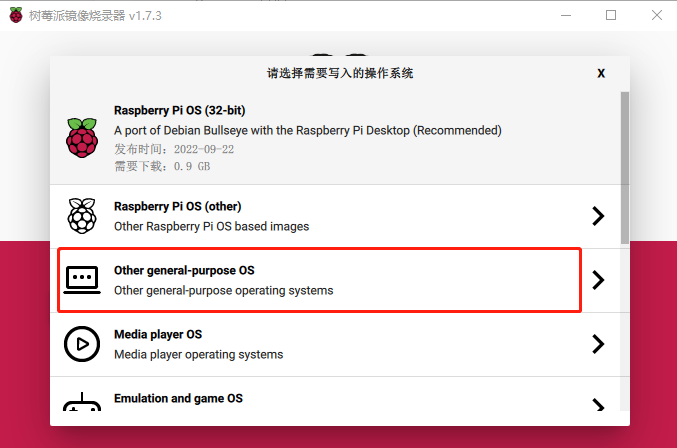 树莓派镜像烧录器 v1.7.3
请选择需要写入的操作系统
X
Raspberry Pi OS (32-bit)
A port of Debian Bullseye with the Raspberry Pi Desktop (Recommended)
发布时间：2022-09-22
需要下载：0.9 GB
Raspberry Pi OS (other)
Other Raspberry Pi OS based images
Other general-purpose OS
Other general-purpose operating systems
Media player OS
Media player operating systems
Emulation and game OS